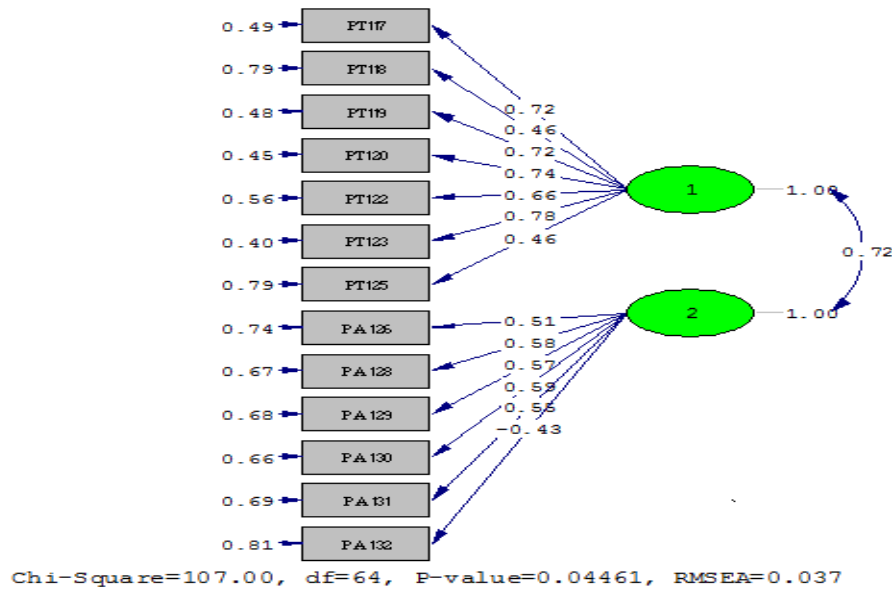 0.49 PT117
0.79 PT118
0.72
0.48 PT119
0.46
0.72
0.45 PT120
0.74
0.56 PT122
0.66
1 1.00
0.78
0.40 PT123
0.46
0.72
0.79 PT125
0.74 PA126
0.51
2 1.00
0.58
0.67 PA128
0.57
0.59
0.68 PA129
0.55
-0.43
0.66 PA130
0.69 PA131
0.81 PA132
Chi-Square=107.00, df=64, P-value=0.04461, RMSEA=0.037